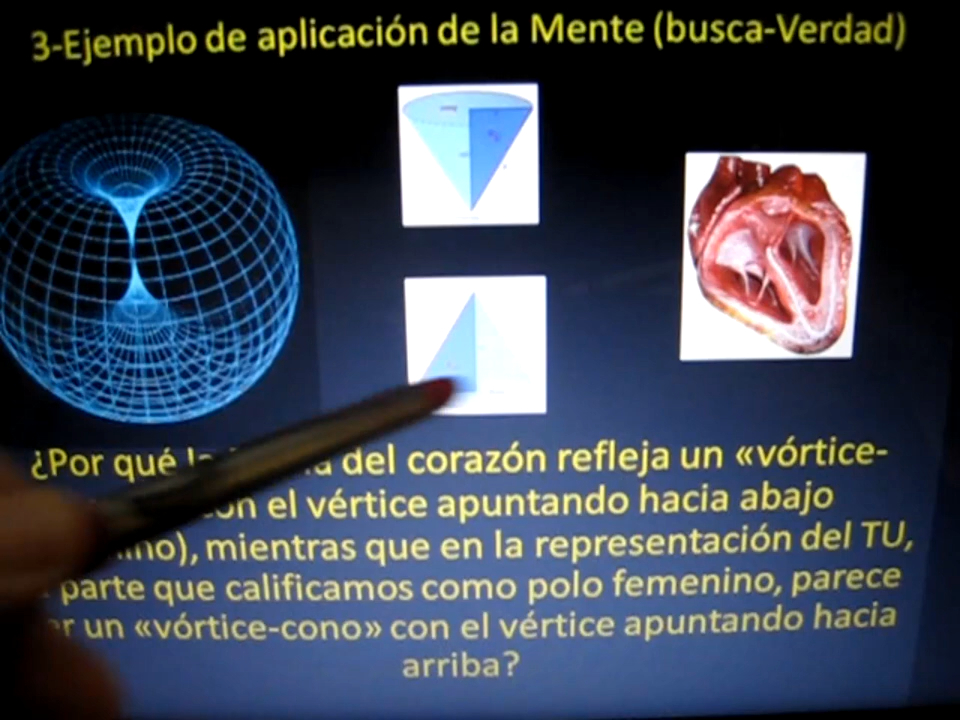 3-Ejemplo de aplicación de la Mente (busca-Verdad)
¿Por qué del corazón refleja un «vórtice-
con el vértice apuntando hacia abajo
mientras que en la representación del TU,
parte que calificamos como polo femenino, parece
un «vórtice-cono» con el vértice apuntando hacia
arriba?